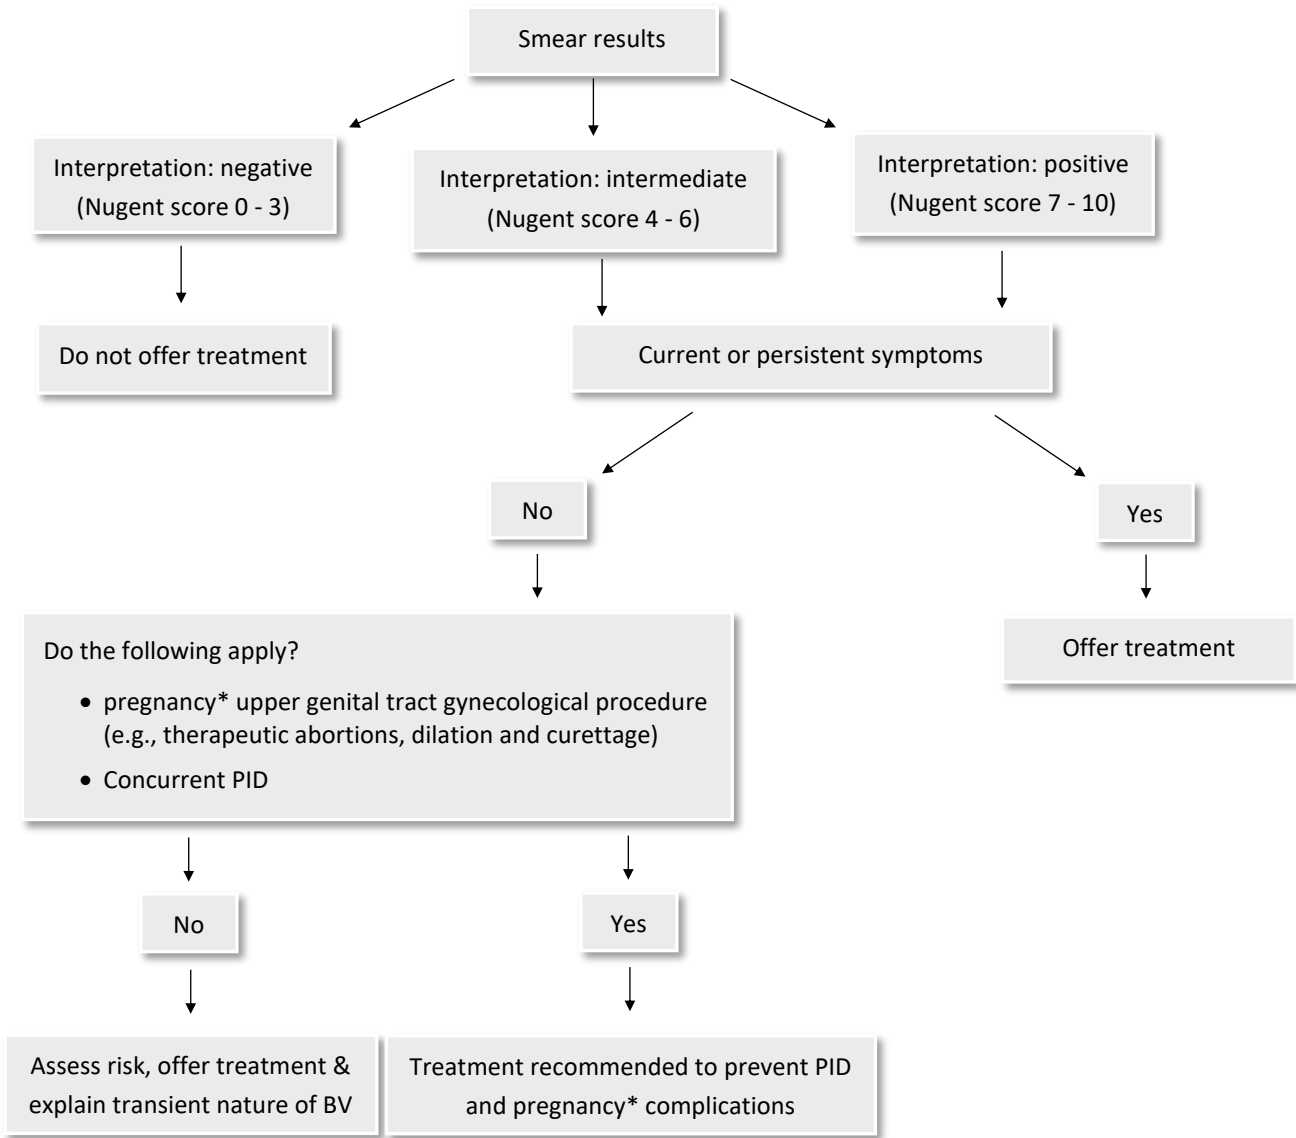 Smear results
Interpretation: negative
(Nugent score 0 - 3)
Interpretation: intermediate
(Nugent score 4 - 6)
Interpretation: positive
(Nugent score 7 - 10)
Do not offer treatment
Current or persistent symptoms
No
Yes
Do the following apply?
• pregnancy* upper genital tract gynecological procedure
(e.g., therapeutic abortions, dilation and curettage)
• Concurrent PID
Offer treatment
No
Yes
Assess risk, offer treatment &
explain transient nature of BV
Treatment recommended to prevent PID
and pregnancy* complications